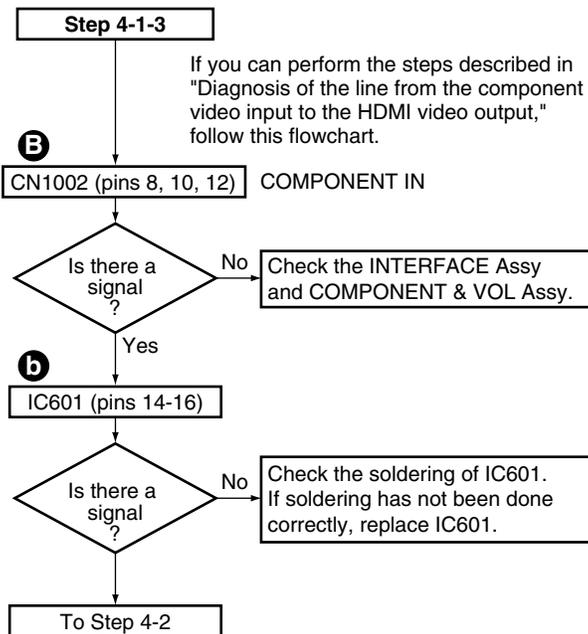 Step 4-1-3
If you can perform the steps described in
"Diagnosis of the line from the component
video input to the HDMI video output,"
follow this flowchart.
B
CN1002 (pins 8, 10, 12) COMPONENT IN
Is there a
signal
?
No
Check the INTERFACE Assy
and COMPONENT & VOL Assy.
Yes
b
IC601 (pins 14-16)
Is there a
signal
?
No
Check the soldering of IC601.
If soldering has not been done
correctly, replace IC601.
To Step 4-2